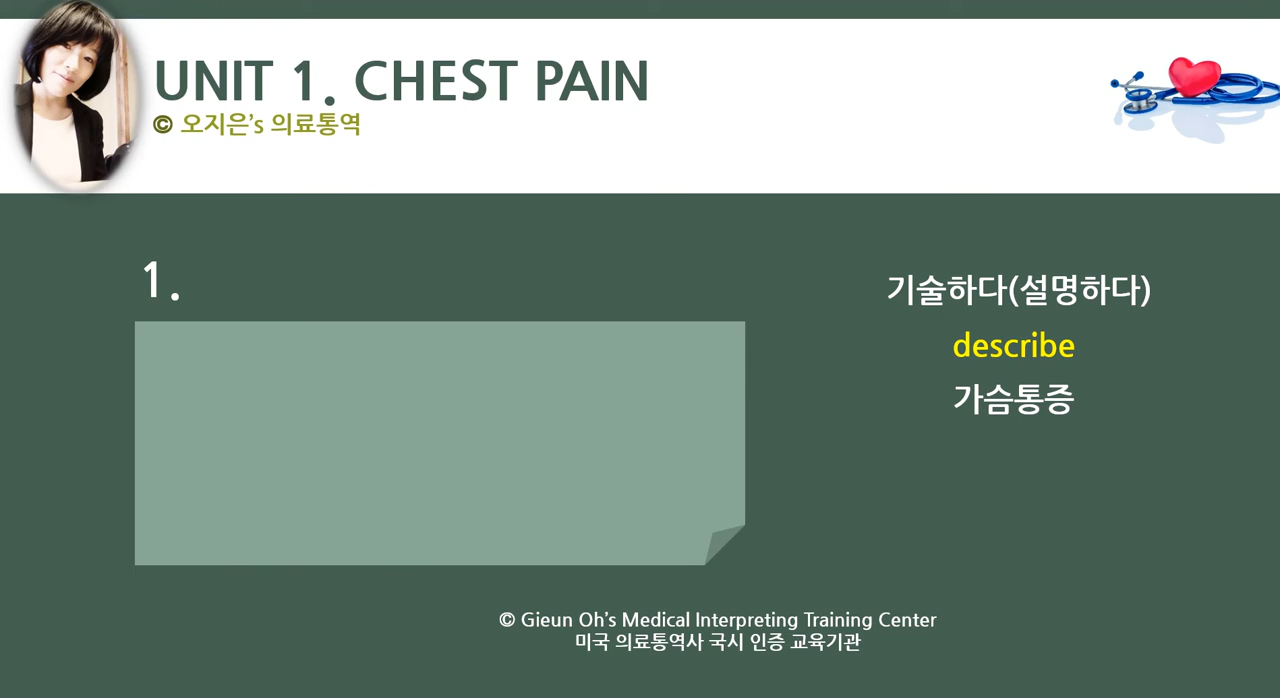 UNIT 1. CHEST PAIN
© 오지은’s 의료통역
1.
기술하다(설명하다)
describe
가슴통증
© Gieun Oh’s Medical Interpreting Training Center
미국 의료통역사 국시 인증 교육기관